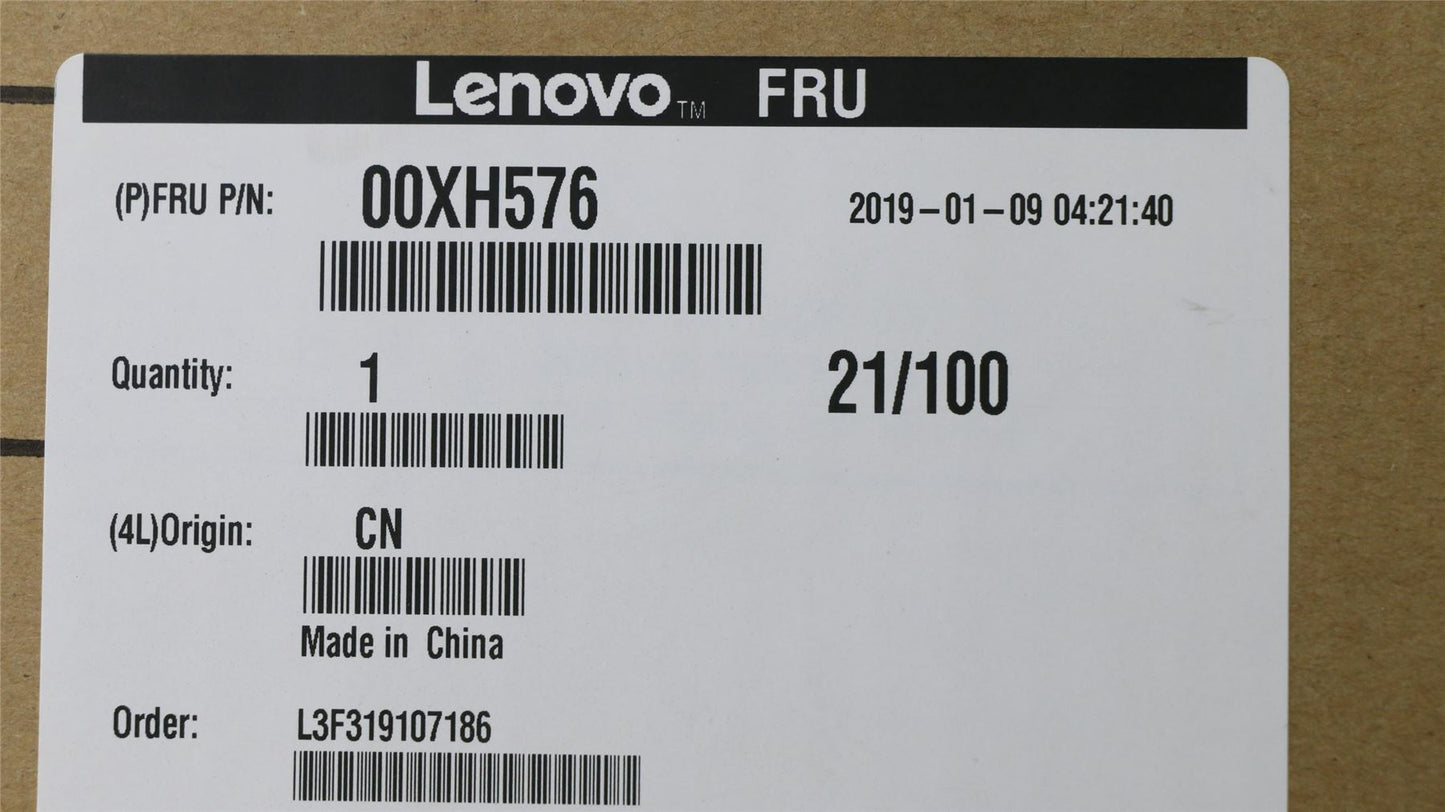 Lenovo™ FRU
(P)FRU P/N: 00XH576 2019-01-09 04:21:40
Quantity: 1 21/100
(4L)Origin: CN
Made in China
Order: L3F319107186